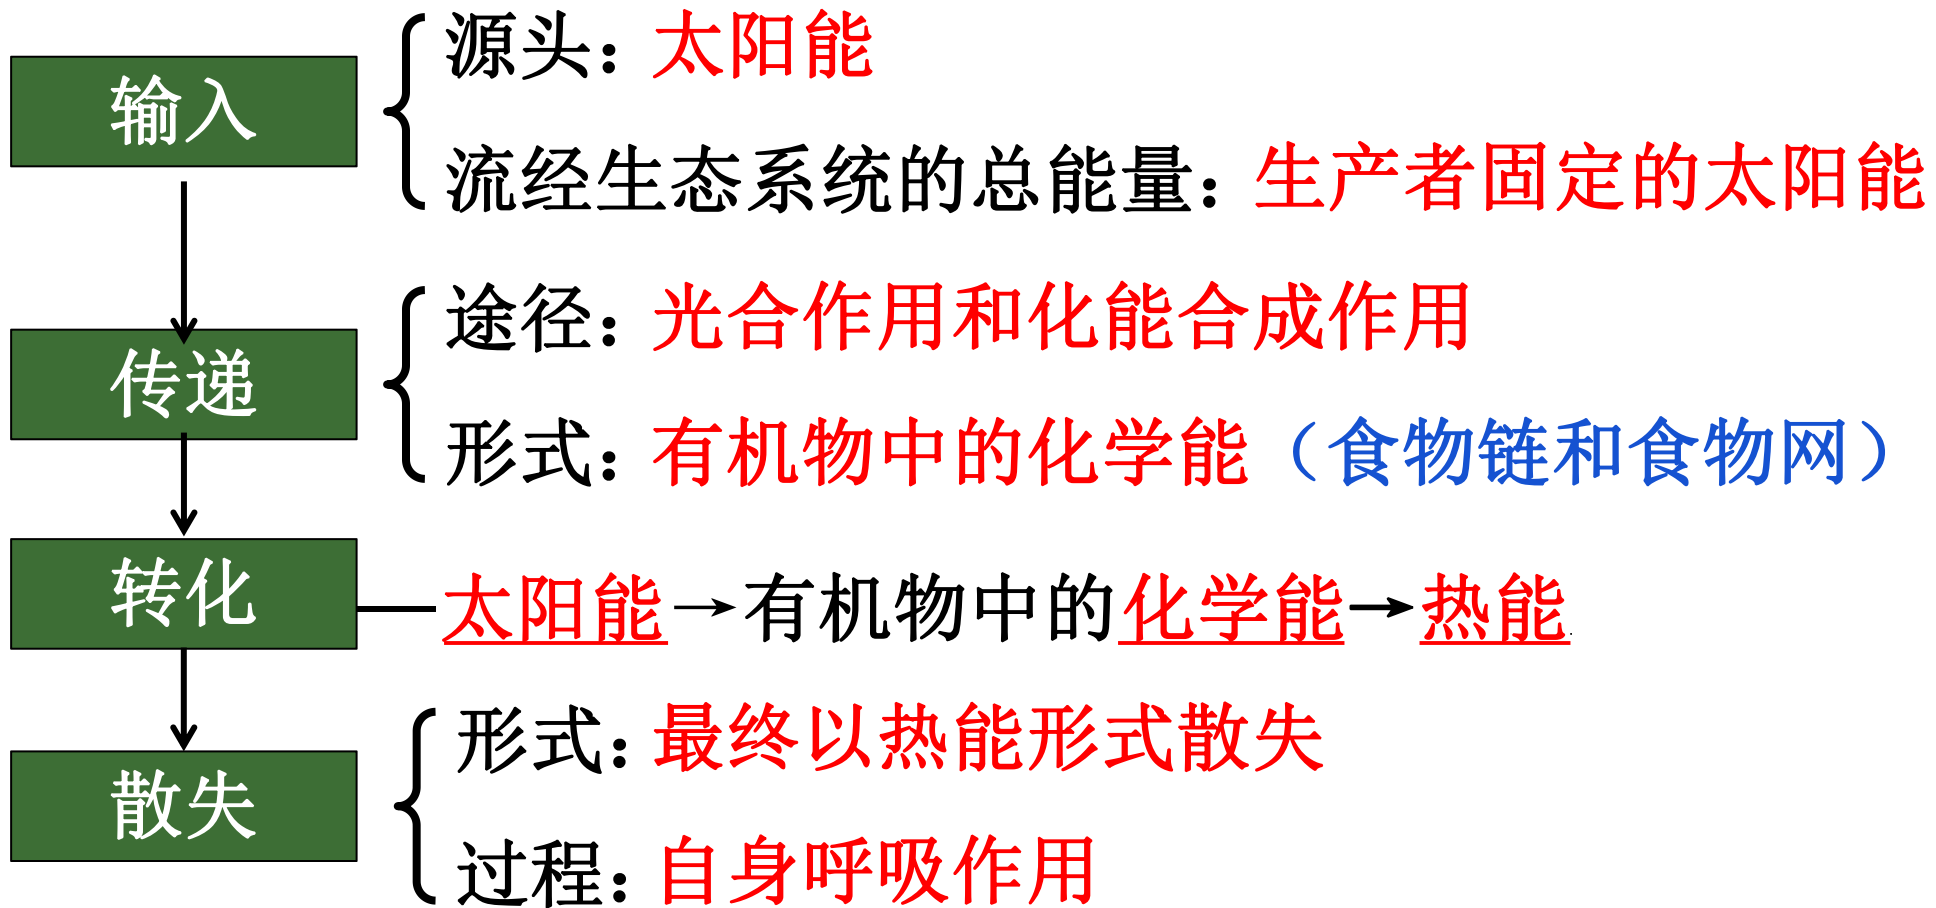 源头：太阳能
输入
流经生态系统的总能量：生产者固定的太阳能
途径：光合作用和化能合成作用
传递
形式：有机物中的化学能（食物链和食物网）
转化
太阳能→有机物中的化学能→热能
形式：最终以热能形式散失
散失
过程：自身呼吸作用